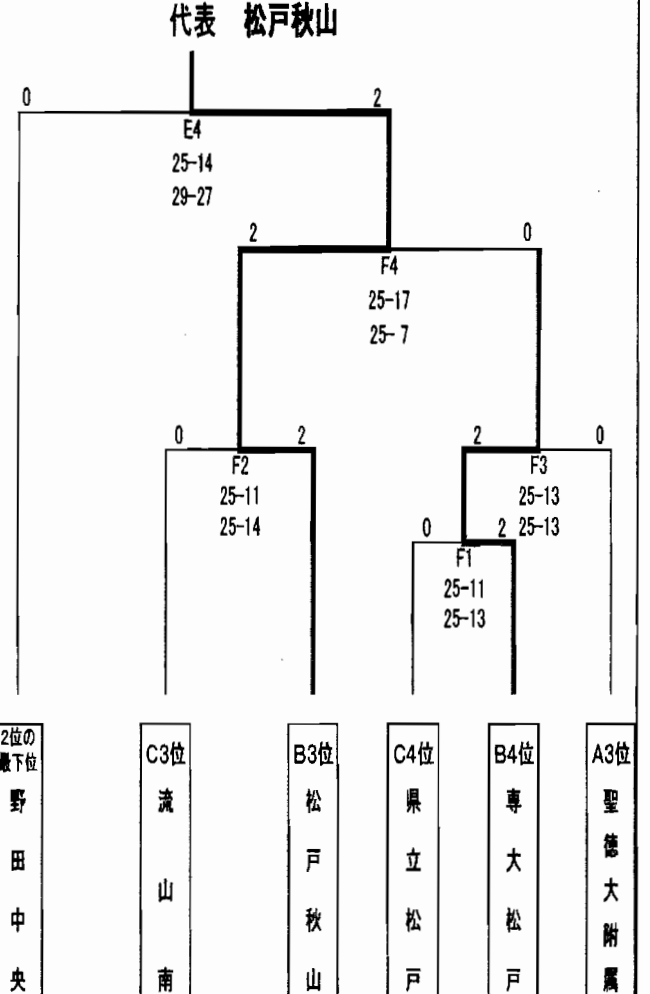 代表　松戸秋山
0 2
E4
25-14
29-27
2 0
F4
25-17
25- 7
0 2 2 0
F2 F3
25-11 25-13
25-14 0 2 25-13
F1
25-11
25-13
2位の
最下位
野田中央
C3位
流山南
B3位
松戸秋山
C4位
県立松戸
B4位
専大松戸
A3位
聖徳大附属